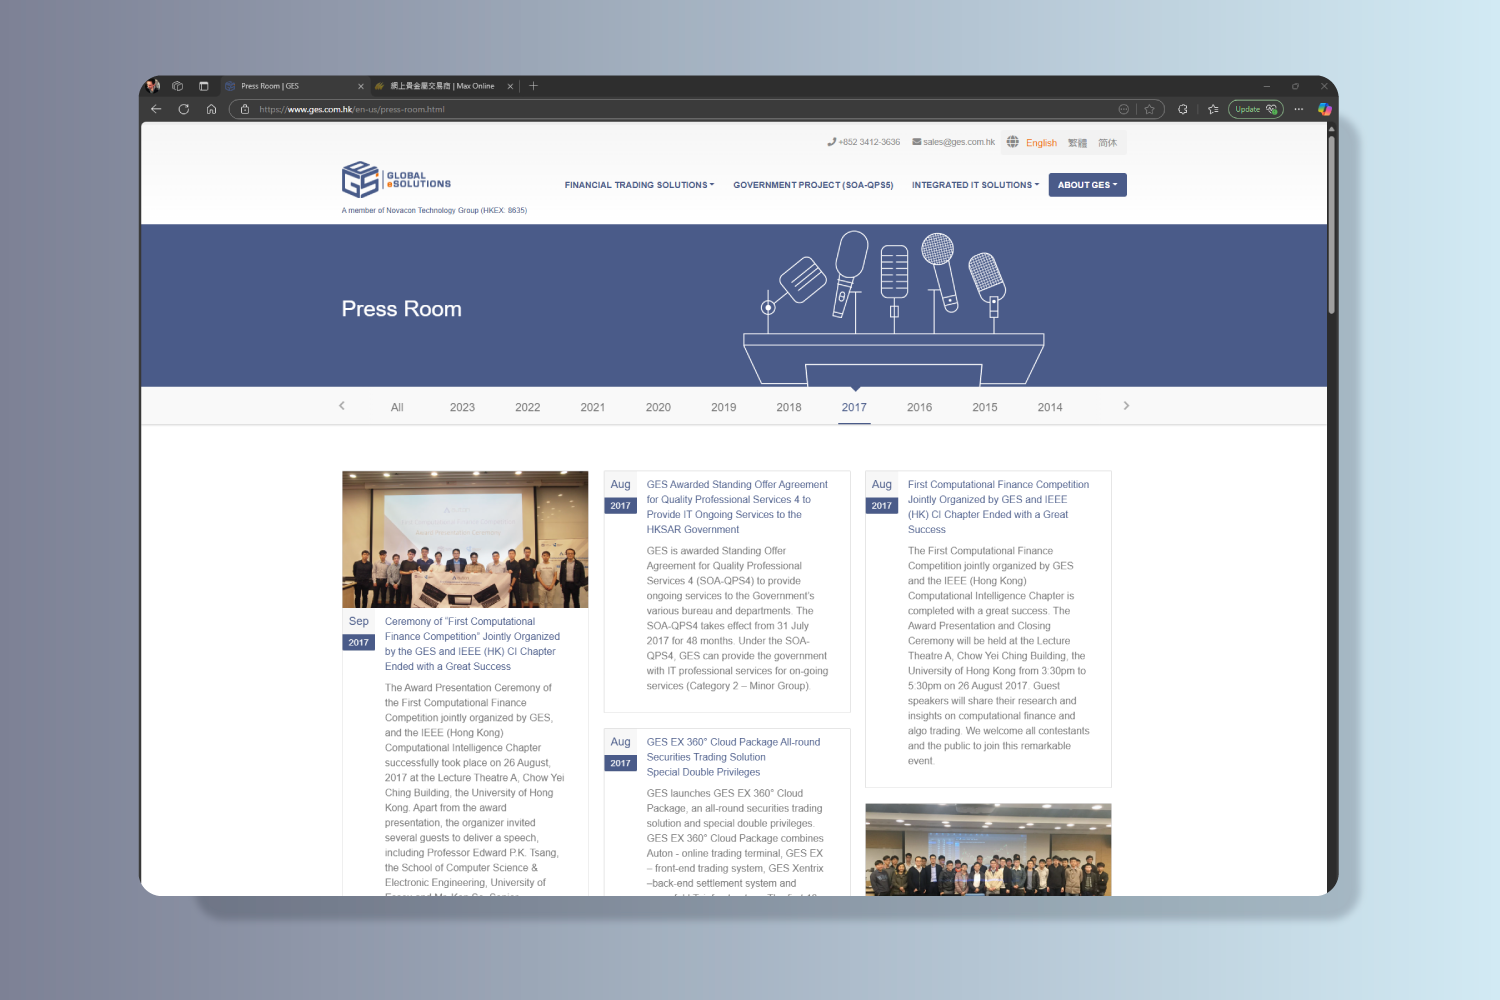 Press Room | GES
網上貴金屬交易商 | Max Online
https://www.ges.com.hk/en-us/press-room.html
Update
+852 3412-3636
sales@ges.com.hk
English
繁體
简体
GES
GLOBAL
eSOLUTIONS
A member of Novacon Technology Group (HKEX: 8635)
FINANCIAL TRADING SOLUTIONS
GOVERNMENT PROJECT (SOA-QPS5)
INTEGRATED IT SOLUTIONS
ABOUT GES
Press Room
All
2023
2022
2021
2020
2019
2018
2017
2016
2015
2014
Sep
2017
Ceremony of "First Computational
Finance Competition" Jointly Organized
by the GES and IEEE (HK) CI Chapter
Ended with a Great Success
The Award Presentation Ceremony of
the First Computational Finance
Competition jointly organized by GES,
and the IEEE (Hong Kong)
Computational Intelligence Chapter
successfully took place on 26 August,
2017 at the Lecture Theatre A, Chow Yei
Ching Building, the University of Hong
Kong. Apart from the award
presentation, the organizer invited
several guests to deliver a speech,
including Professor Edward P.K. Tsang,
the School of Computer Science &
Electronic Engineering, University of
Aug
2017
GES Awarded Standing Offer Agreement
for Quality Professional Services 4 to
Provide IT Ongoing Services to the
HKSAR Government
GES is awarded Standing Offer
Agreement for Quality Professional
Services 4 (SOA-QPS4) to provide
ongoing services to the Government's
various bureau and departments. The
SOA-QPS4 takes effect from 31 July
2017 for 48 months. Under the SOA-
QPS4, GES can provide the government
with IT professional services for on-going
services (Category 2 – Minor Group).
Aug
2017
GES EX 360° Cloud Package All-round
Securities Trading Solution
Special Double Privileges
GES launches GES EX 360° Cloud
Package, an all-round securities trading
solution and special double privileges.
GES EX 360° Cloud Package combines
Auton - online trading terminal, GES EX
– front-end trading system, GES Xentrix
–back-end settlement system and
Aug
2017
First Computational Finance Competition
Jointly Organized by GES and IEEE
(HK) CI Chapter Ended with a Great
Success
The First Computational Finance
Competition jointly organized by GES
and the IEEE (Hong Kong)
Computational Intelligence Chapter is
completed with a great success. The
Award Presentation and Closing
Ceremony will be held at the Lecture
Theatre A, Chow Yei Ching Building, the
University of Hong Kong from 3:30pm to
5:30pm on 26 August 2017. Guest
speakers will share their research and
insights on computational finance and
algo trading. We welcome all contestants
and the public to join this remarkable
event.